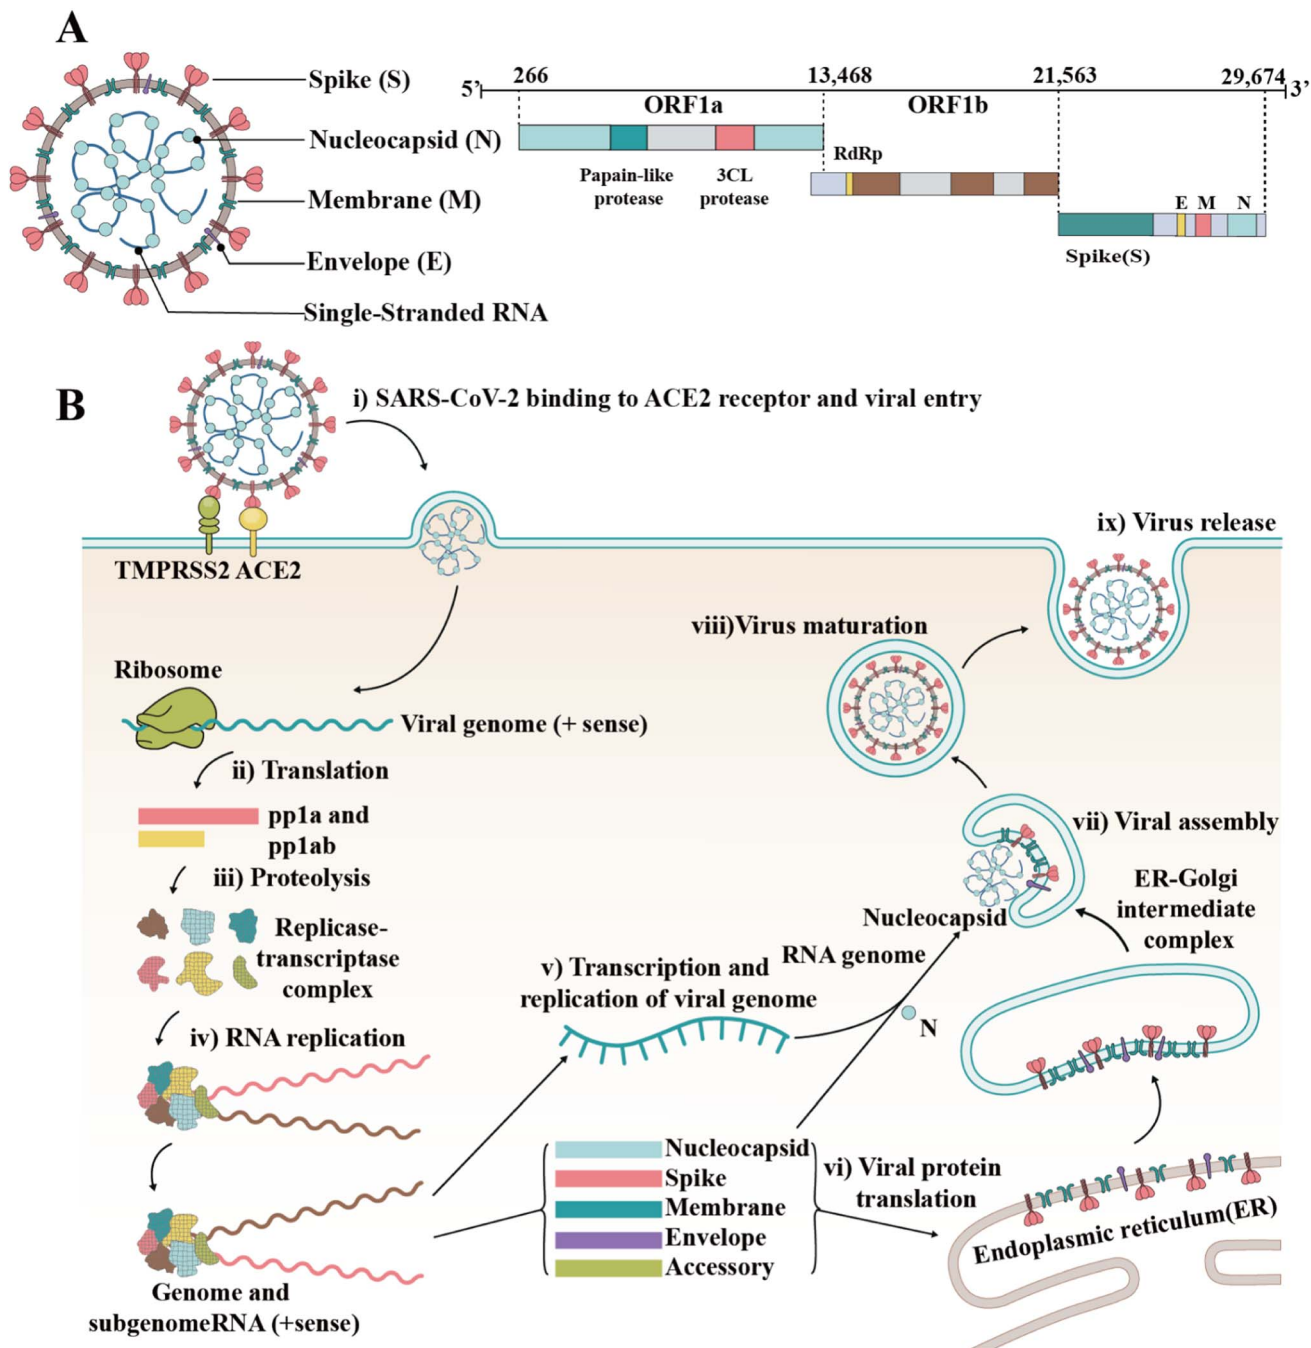 A
Spike (S)
Nucleocapsid (N)
Membrane (M)
Envelope (E)
Single-Stranded RNA
5’
266
13,468
21,563
29,674
3’
ORF1a
ORF1b
Papain-like
protease
3CL
protease
RdRp
E M N
Spike(S)
B
i) SARS-CoV-2 binding to ACE2 receptor and viral entry
TMPRSS2 ACE2
Ribosome
Viral genome (+ sense)
ii) Translation
pp1a and
pp1ab
iii) Proteolysis
Replicase-
transcriptase
complex
iv) RNA replication
Genome and
subgenomeRNA (+sense)
v) Transcription and
replication of viral genome
RNA genome
N
Nucleocapsid
Nucleocapsid
Spike
Membrane
Envelope
Accessory
vi) Viral protein
translation
Endoplasmic reticulum(ER)
ER-Golgi
intermediate
complex
vii) Viral assembly
viii)Virus maturation
ix) Virus release